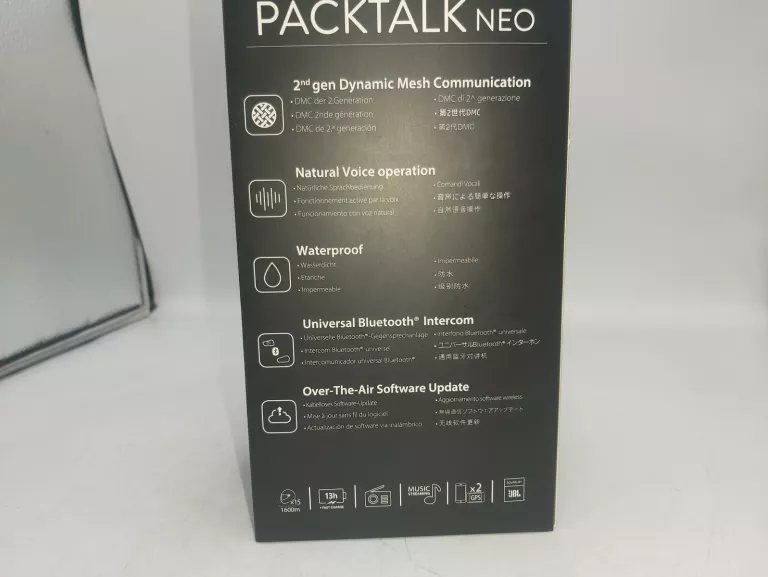 PACKTALK NEO
2nd gen Dynamic Mesh Communication
• DMC der 2.Generation
• DMC di 2.ᵃ generazione
• DMC 2nde génération
• 第2世代DMC
• DMC de 2.ª generación
• 第2代DMC
Natural Voice operation
• Natürliche Sprachbedienung
• Comandi Vocali
• Fonctionnement activé par la voix
• 音声による簡単な操作
• Funcionamiento con voz natural
• 自然语音操作
Waterproof
• Wasserdicht
• Impermeabile
• Etanche
• 防水
• Impermeable
• 级别防水
Universal Bluetooth® Intercom
• Universelle Bluetooth®-Gegensprechanlage
• Interfono Bluetooth® universale
• Intercom Bluetooth® universel
• ユニバーサルBluetooth®インターホン
• Intercomunicador universal Bluetooth®
• 通用蓝牙对讲机
Over-The-Air Software Update
• Kabelloses Software-Update
• Aggiornamento software wireless
• Mise à jour sans fil du logiciel
• 無線通信ソフトウエアアップデート
• Actualización de software vía inalámbrico
• 无线软件更新
x15
1600m
13h
+ FAST CHARGE
MUSIC
STREAMING
x2
GPS
SOUND BY
JBL